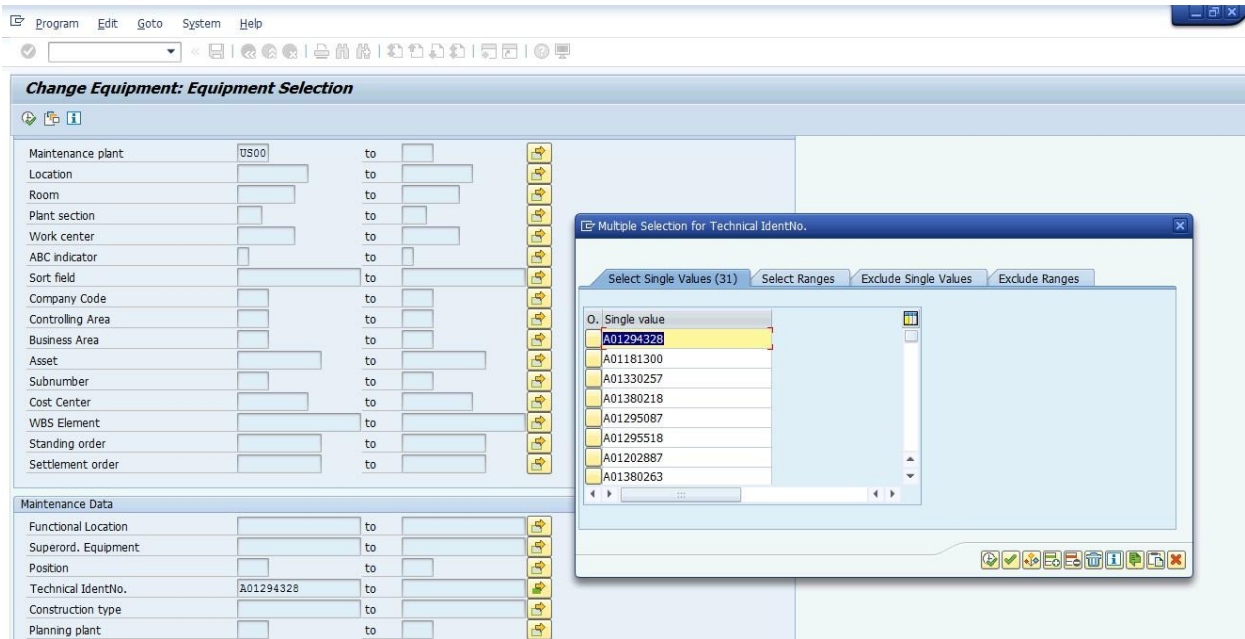 Program Edit Goto System Help
Change Equipment: Equipment Selection
Maintenance plant US00 to
Location to
Room to
Plant section to
Work center to
ABC indicator to
Sort field to
Company Code to
Controlling Area to
Business Area to
Asset to
Subnumber to
Cost Center to
WBS Element to
Standing order to
Settlement order to
Maintenance Data
Functional Location to
Superord. Equipment to
Position to
Technical IdentNo. A01294328 to
Construction type to
Planning plant to
Multiple Selection for Technical IdentNo.
Select Single Values (31) Select Ranges Exclude Single Values Exclude Ranges
O. Single value
A01294328
A01181300
A01330257
A01380218
A01295087
A01295518
A01202887
A01380263